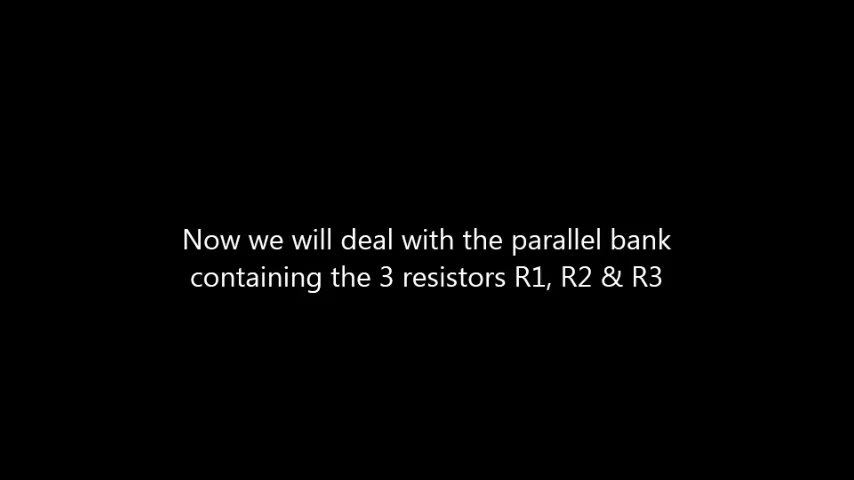 Now we will deal with the parallel bank
containing the 3 resistors R1, R2 & R3